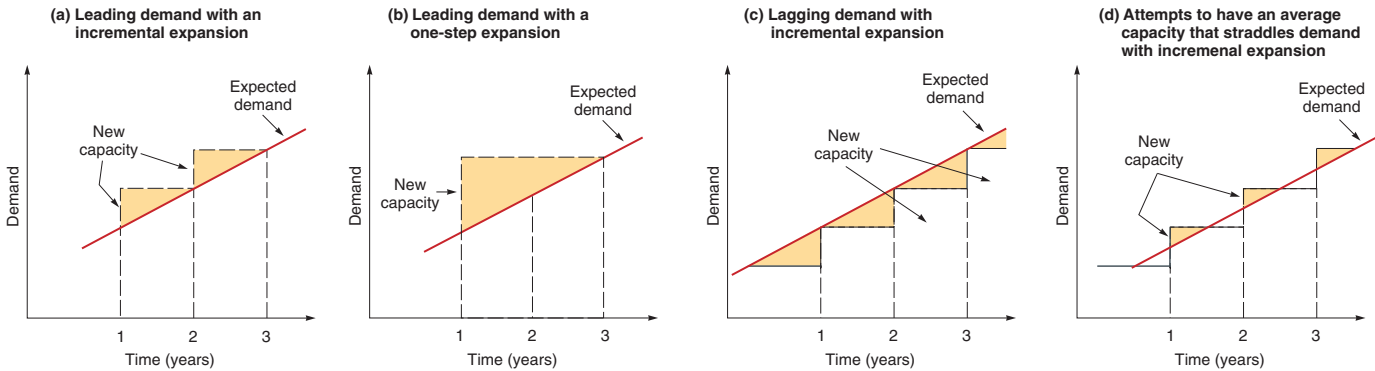 (a) Leading demand with an
incremental expansion
Demand
New
capacity
Expected
demand
1 2 3
Time (years)
(b) Leading demand with a
one-step expansion
Demand
New
capacity
Expected
demand
1 2 3
Time (years)
(c) Lagging demand with
incremental expansion
Demand
Expected
demand
New
capacity
1 2 3
Time (years)
(d) Attempts to have an average
capacity that straddles demand
with incremenal expansion
Demand
New
capacity
Expected
demand
1 2 3
Time (years)